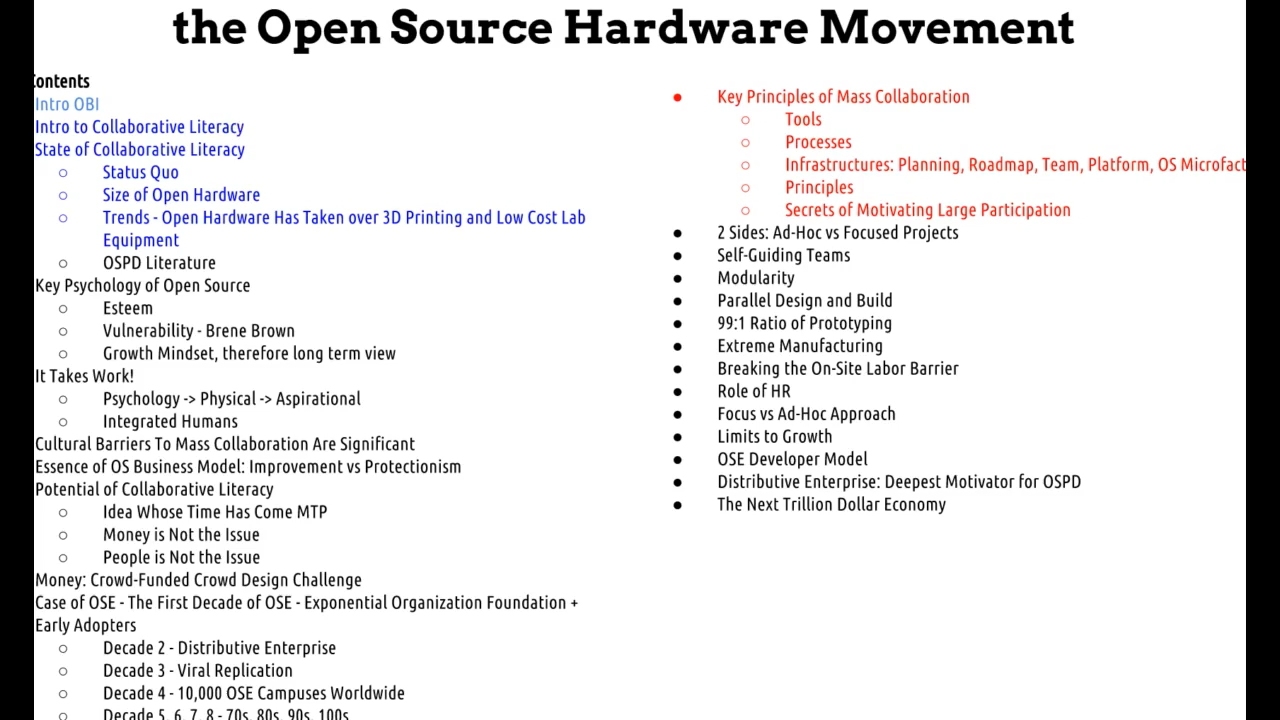 the Open Source Hardware Movement
Contents
Intro OBI
Intro to Collaborative Literacy
State of Collaborative Literacy
○ Status Quo
○ Size of Open Hardware
○ Trends - Open Hardware Has Taken over 3D Printing and Low Cost Lab
Equipment
○ OSPD Literature
Key Psychology of Open Source
○ Esteem
○ Vulnerability - Brene Brown
○ Growth Mindset, therefore long term view
It Takes Work!
○ Psychology -> Physical -> Aspirational
○ Integrated Humans
Cultural Barriers To Mass Collaboration Are Significant
Essence of OS Business Model: Improvement vs Protectionism
Potential of Collaborative Literacy
○ Idea Whose Time Has Come MTP
○ Money is Not the Issue
○ People is Not the Issue
Money: Crowd-Funded Crowd Design Challenge
Case of OSE - The First Decade of OSE - Exponential Organization Foundation +
Early Adopters
○ Decade 2 - Distributive Enterprise
○ Decade 3 - Viral Replication
○ Decade 4 - 10,000 OSE Campuses Worldwide
○ Decade 5, 6, 7, 8 - 70s, 80s, 90s, 100s
● Key Principles of Mass Collaboration
○ Tools
○ Processes
○ Infrastructures: Planning, Roadmap, Team, Platform, OS Microfact
○ Principles
○ Secrets of Motivating Large Participation
● 2 Sides: Ad-Hoc vs Focused Projects
● Self-Guiding Teams
● Modularity
● Parallel Design and Build
● 99:1 Ratio of Prototyping
● Extreme Manufacturing
● Breaking the On-Site Labor Barrier
● Role of HR
● Focus vs Ad-Hoc Approach
● Limits to Growth
● OSE Developer Model
● Distributive Enterprise: Deepest Motivator for OSPD
● The Next Trillion Dollar Economy